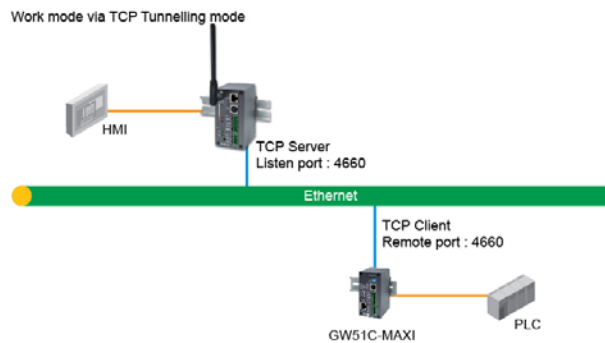 Work mode via TCP Tunnelling mode
HMI
TCP Server
Listen port : 4660
Ethernet
TCP Client
Remote port : 4660
GW51C-MAXI
PLC